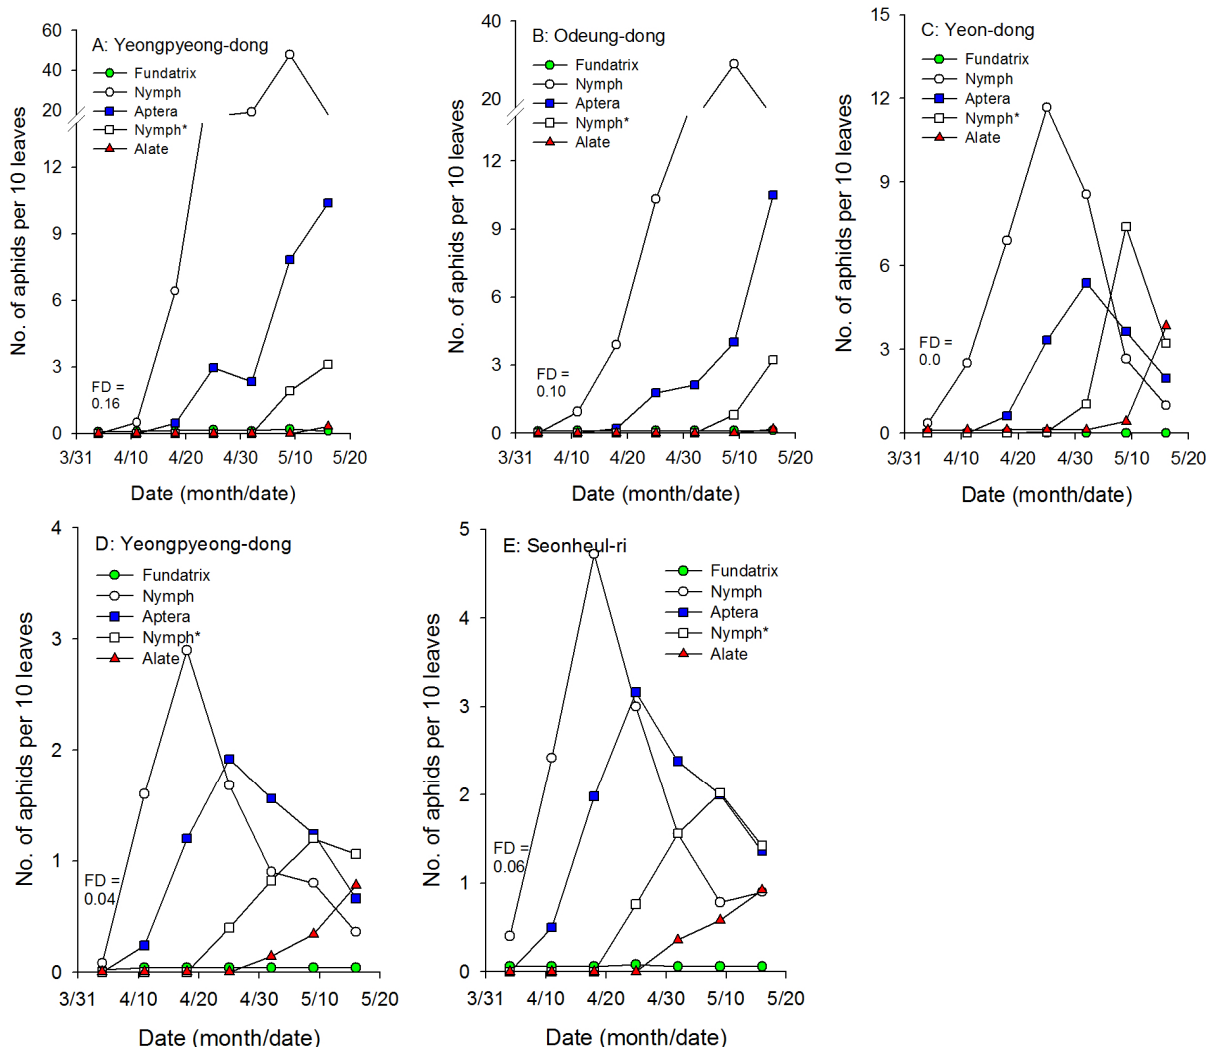 A: Yeongpyeong-dong
Fundatrix
Nymph
Aptera
Nymph*
Alate
No. of aphids per 10 leaves
60
50
40
30
20
12
9
6
3
0
FD =
0.16
3/31 4/10 4/20 4/30 5/10 5/20
Date (month/date)
B: Odeung-dong
Fundatrix
Nymph
Aptera
Nymph*
Alate
No. of aphids per 10 leaves
40
20
12
9
6
3
0
FD =
0.10
3/31 4/10 4/20 4/30 5/10 5/20
Date (month/date)
C: Yeon-dong
Fundatrix
Nymph
Aptera
Nymph*
Alate
No. of aphids per 10 leaves
15
12
9
6
3
0
FD =
0.0
3/31 4/10 4/20 4/30 5/10 5/20
Date (month/date)
D: Yeongpyeong-dong
Fundatrix
Nymph
Aptera
Nymph*
Alate
No. of aphids per 10 leaves
4
3
2
1
0
FD =
0.04
3/31 4/10 4/20 4/30 5/10 5/20
Date (month/date)
E: Seonheul-ri
Fundatrix
Nymph
Aptera
Nymph*
Alate
No. of aphids per 10 leaves
5
4
3
2
1
0
FD =
0.06
3/31 4/10 4/20 4/30 5/10 5/20
Date (month/date)